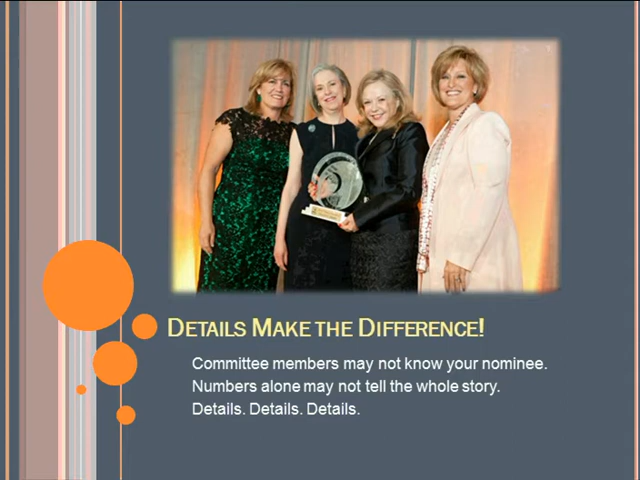 DETAILS MAKE THE DIFFERENCE!
Committee members may not know your nominee.
Numbers alone may not tell the whole story.
Details. Details. Details.